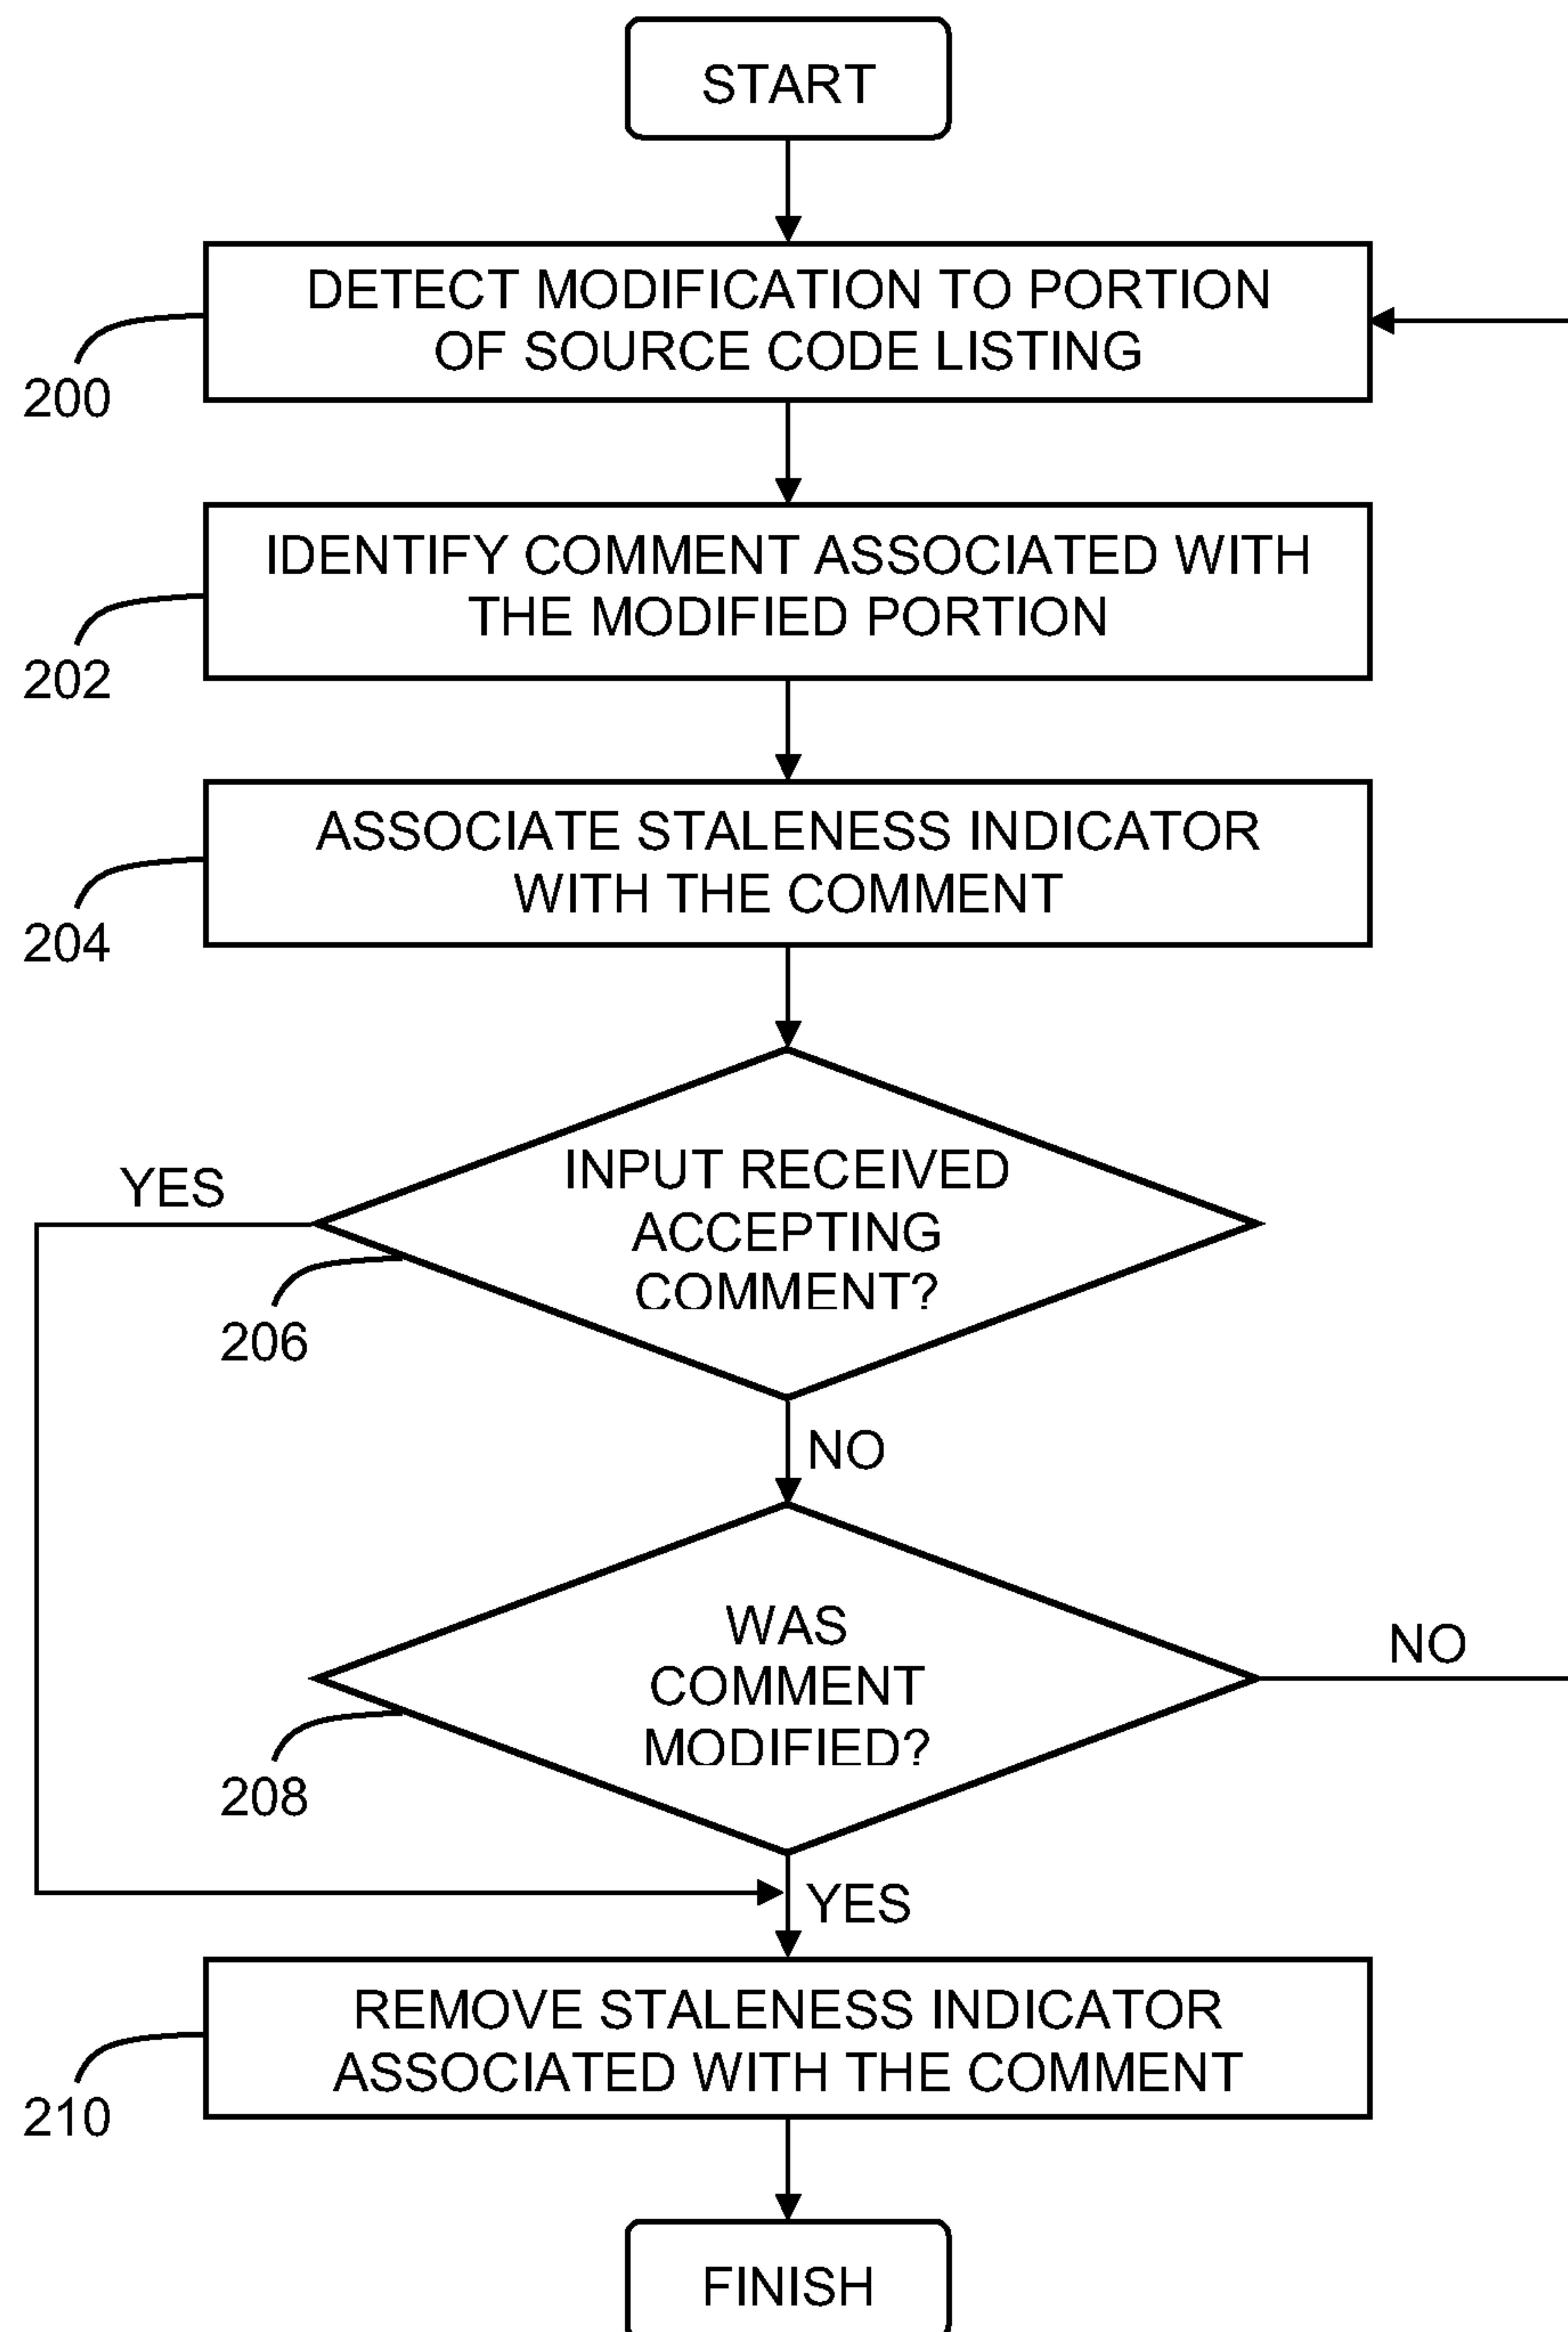 START
DETECT MODIFICATION TO PORTION
OF SOURCE CODE LISTING
200
IDENTIFY COMMENT ASSOCIATED WITH
THE MODIFIED PORTION
202
ASSOCIATE STALENESS INDICATOR
WITH THE COMMENT
204
YES
INPUT RECEIVED
ACCEPTING
COMMENT?
206
NO
WAS
COMMENT
MODIFIED?
NO
208
YES
REMOVE STALENESS INDICATOR
ASSOCIATED WITH THE COMMENT
210
FINISH